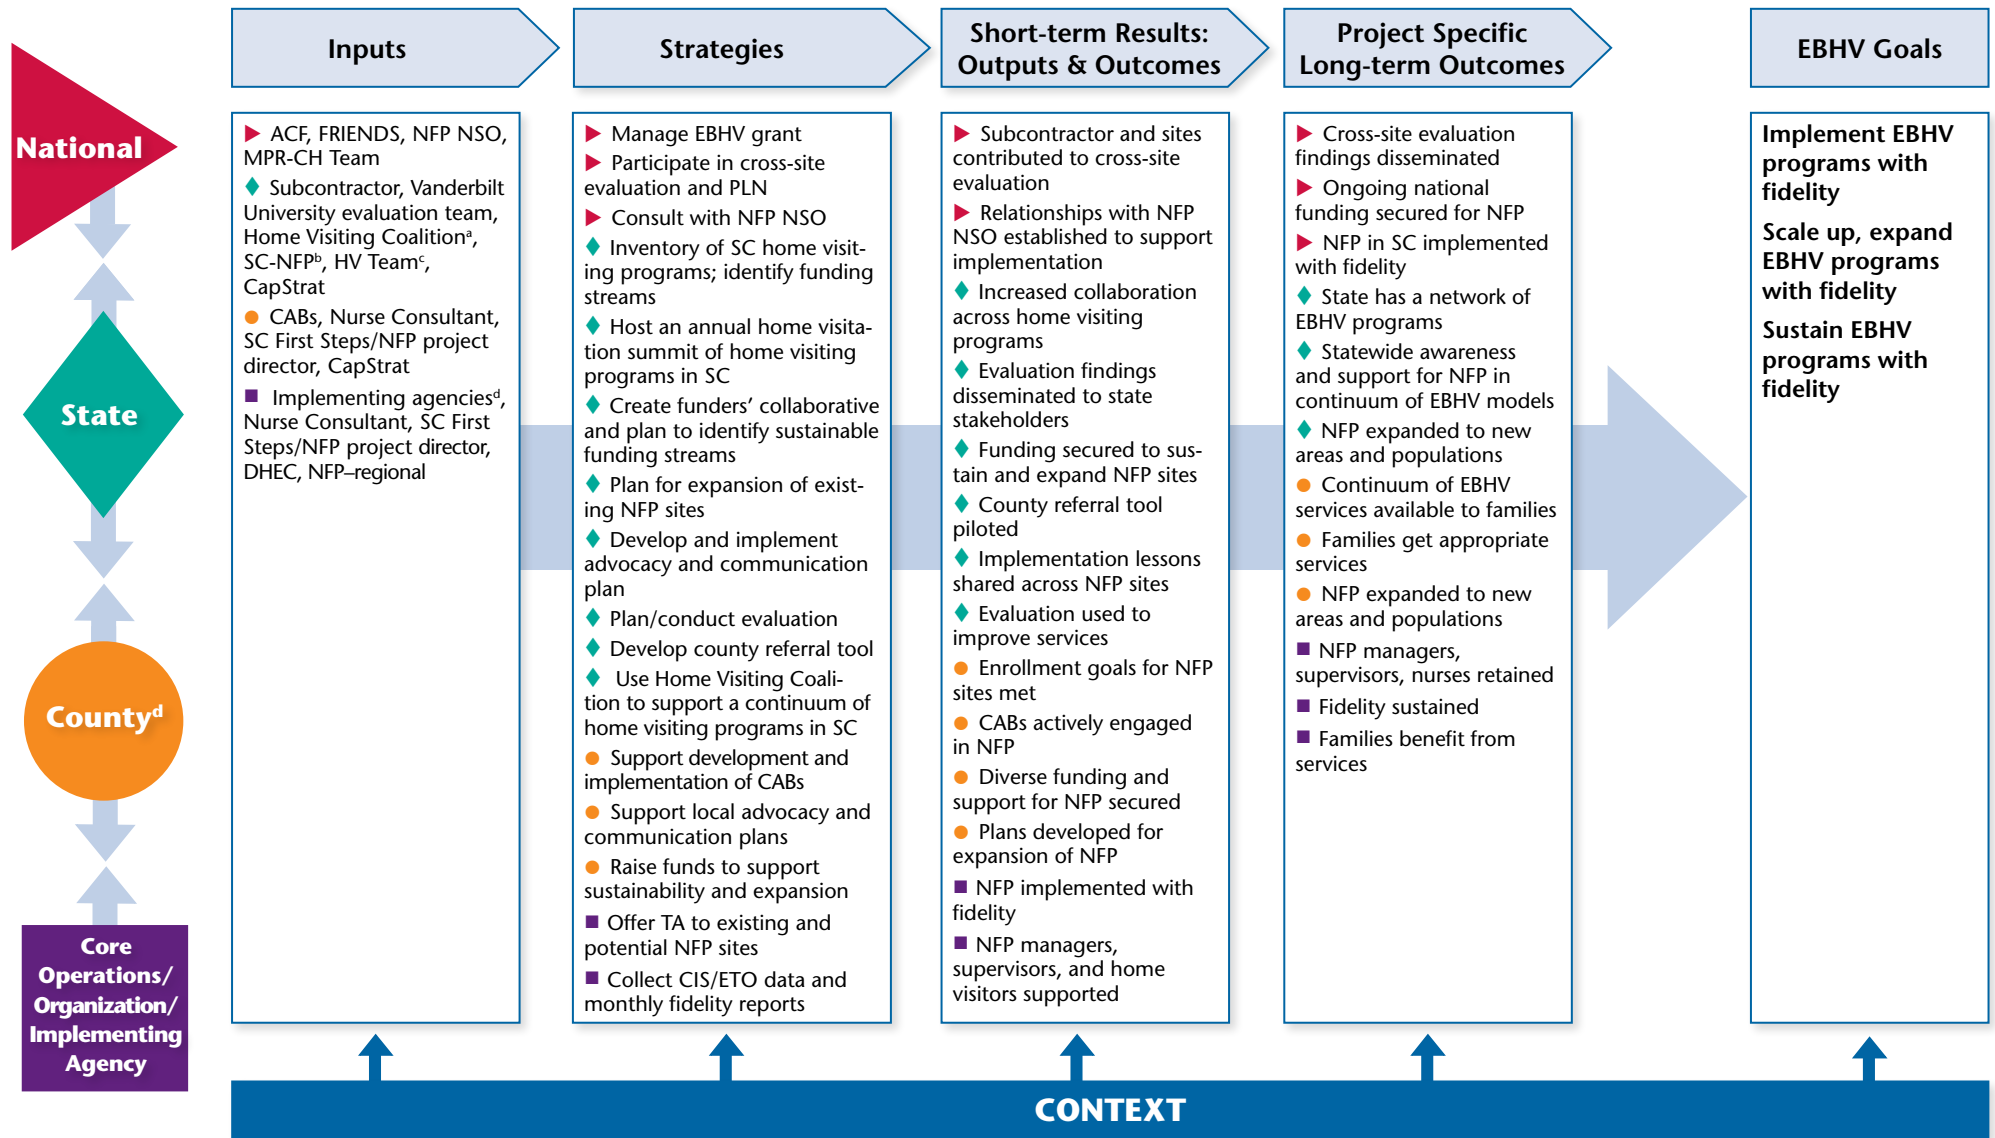 Inputs
Strategies
Short-term Results:
Outputs & Outcomes
Project Specific
Long-term Outcomes
EBHV Goals
National
State
Countyᵈ
Core
Operations/
Organization/
Implementing
Agency
▶ ACF, FRIENDS, NFP NSO,
MPR-CH Team
♦ Subcontractor, Vanderbilt
University evaluation team,
Home Visiting Coalitionᵃ,
SC-NFPᵇ, HV Teamᶜ,
CapStrat
● CABs, Nurse Consultant,
SC First Steps/NFP project
director, CapStrat
■ Implementing agenciesᵈ,
Nurse Consultant, SC First
Steps/NFP project director,
DHEC, NFP–regional
▶ Manage EBHV grant
▶ Participate in cross-site
evaluation and PLN
▶ Consult with NFP NSO
♦ Inventory of SC home visit-
ing programs; identify funding
streams
♦ Host an annual home visita-
tion summit of home visiting
programs in SC
♦ Create funders’ collaborative
and plan to identify sustainable
funding streams
♦ Plan for expansion of exist-
ing NFP sites
♦ Develop and implement
advocacy and communication
plan
♦ Plan/conduct evaluation
♦ Develop county referral tool
♦ Use Home Visiting Coali-
tion to support a continuum of
home visiting programs in SC
● Support development and
implementation of CABs
● Support local advocacy and
communication plans
● Raise funds to support
sustainability and expansion
■ Offer TA to existing and
potential NFP sites
■ Collect CIS/ETO data and
monthly fidelity reports
▶ Subcontractor and sites
contributed to cross-site
evaluation
▶ Relationships with NFP
NSO established to support
implementation
♦ Increased collaboration
across home visiting
programs
♦ Evaluation findings
disseminated to state
stakeholders
♦ Funding secured to sus-
tain and expand NFP sites
♦ County referral tool
piloted
♦ Implementation lessons
shared across NFP sites
♦ Evaluation used to
improve services
● Enrollment goals for NFP
sites met
● CABs actively engaged
in NFP
● Diverse funding and
support for NFP secured
● Plans developed for
expansion of NFP
■ NFP implemented with
fidelity
■ NFP managers,
supervisors, and home
visitors supported
▶ Cross-site evaluation
findings disseminated
▶ Ongoing national
funding secured for NFP
▶ NFP in SC implemented
with fidelity
♦ State has a network of
EBHV programs
♦ Statewide awareness
and support for NFP in
continuum of EBHV models
♦ NFP expanded to new
areas and populations
● Continuum of EBHV
services available to families
● Families get appropriate
services
● NFP expanded to new
areas and populations
■ NFP managers,
supervisors, nurses retained
■ Fidelity sustained
■ Families benefit from
services
Implement EBHV
programs with
fidelity
Scale up, expand
EBHV programs
with fidelity
Sustain EBHV
programs with
fidelity
CONTEXT